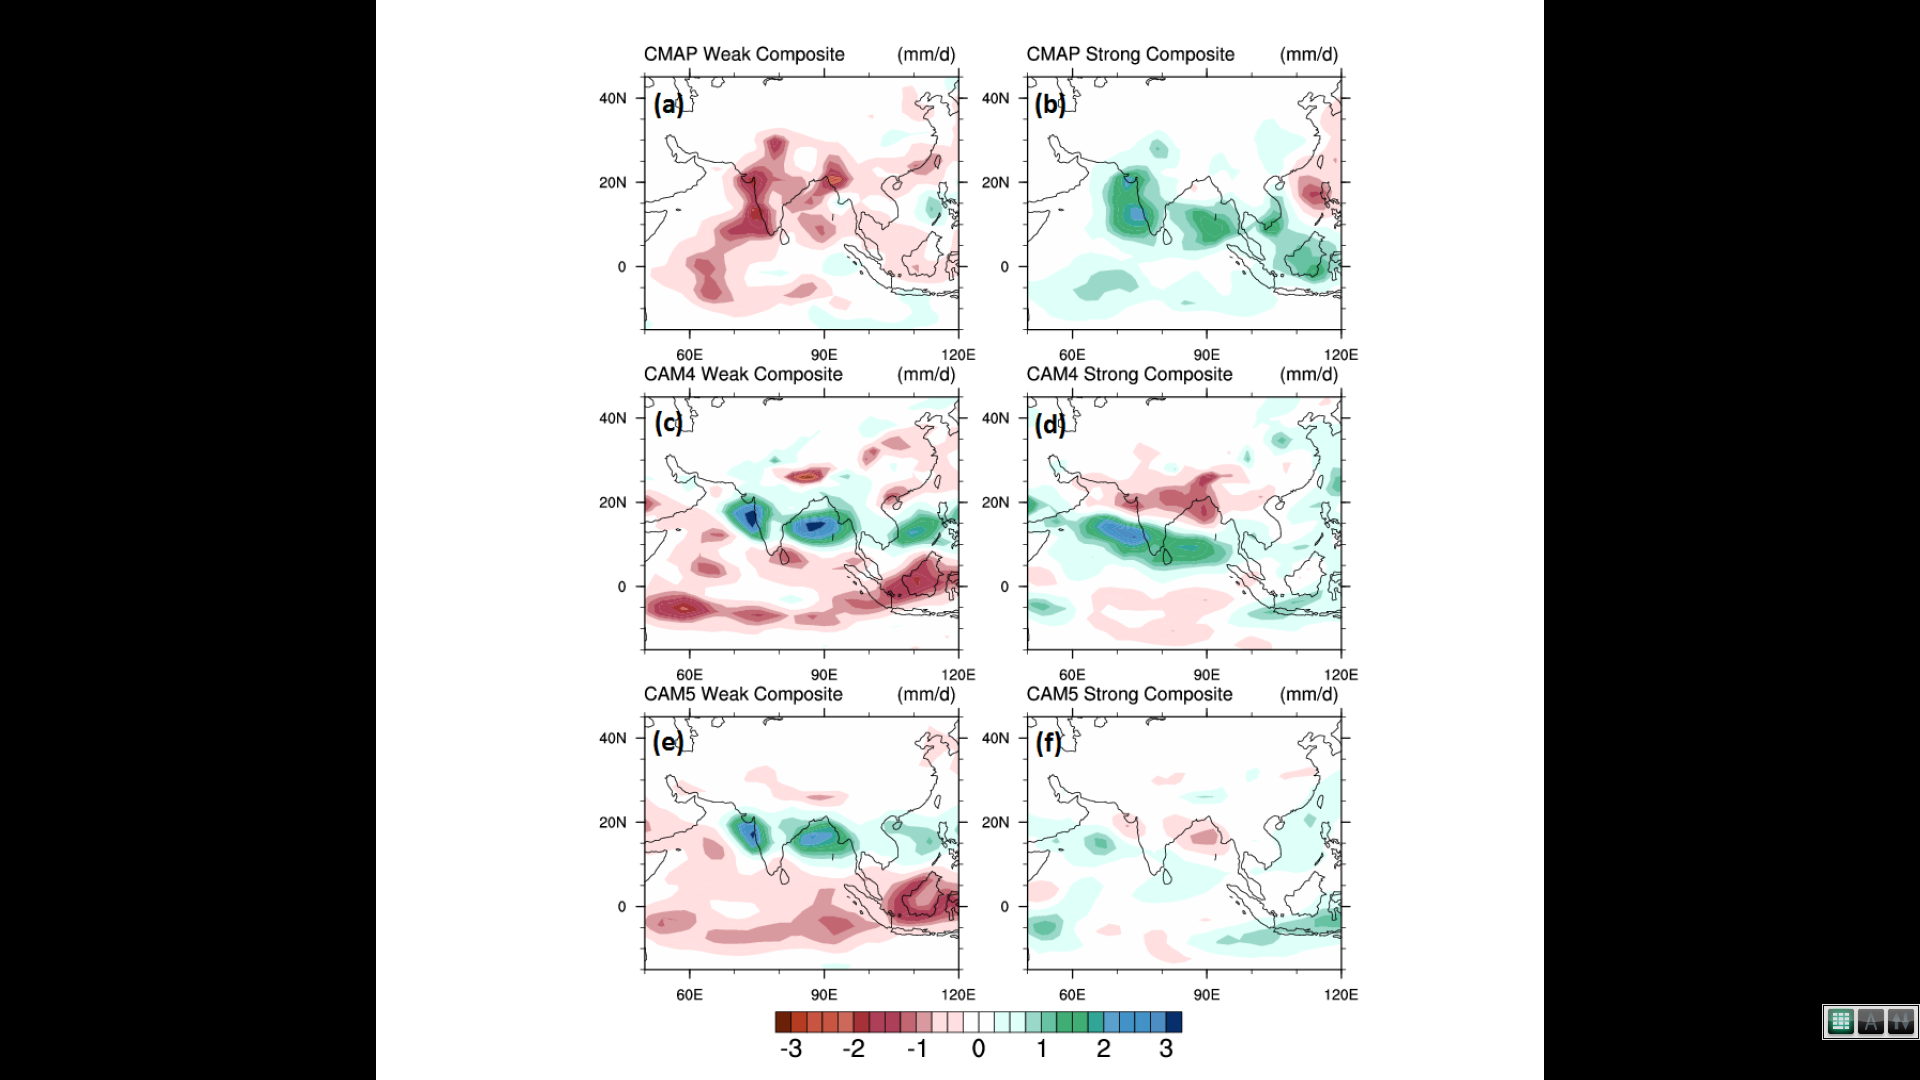 CMAP Weak Composite (mm/d) CMAP Strong Composite (mm/d)
40N (a) 40N (b)
20N 20N
0 0
60E 90E 120E 60E 90E 120E
CAM4 Weak Composite (mm/d) CAM4 Strong Composite (mm/d)
40N (c) 40N (d)
20N 20N
0 0
60E 90E 120E 60E 90E 120E
CAM5 Weak Composite (mm/d) CAM5 Strong Composite (mm/d)
40N (e) 40N (f)
20N 20N
0 0
60E 90E 120E 60E 90E 120E
-3 -2 -1 0 1 2 3
A